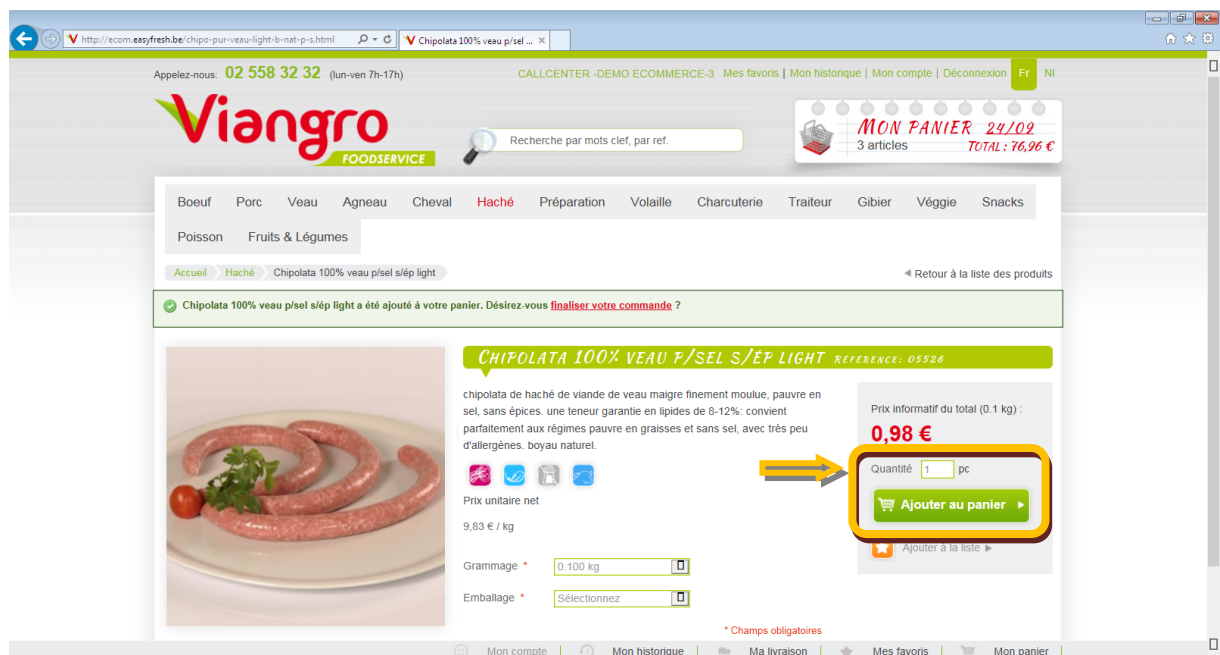 http://ecom.easyfresh.be/chipo-pur-veau-light-b-nat-p-s.html
Chipolata 100% veau p/sel ...
Appelez-nous: 02 558 32 32 (lun-ven 7h-17h)
CALLCENTER -DEMO ECOMMERCE-3 Mes favoris | Mon historique | Mon compte | Déconnexion Fr Nl
Viangro
FOODSERVICE
Recherche par mots clef, par ref.
MON PANIER 24/09
3 articles TOTAL : 76,96 €
Boeuf Porc Veau Agneau Cheval Haché Préparation Volaille Charcuterie Traiteur Gibier Véggie Snacks
Poisson Fruits & Légumes
Accueil Haché Chipolata 100% veau p/sel s/ép light
Retour à la liste des produits
Chipolata 100% veau p/sel s/ép light a été ajouté à votre panier. Désirez-vous finaliser votre commande ?
CHIPOLATA 100% VEAU P/SEL S/ÉP LIGHT REFERENCE: 05526
chipolata de haché de viande de veau maigre finement moulue, pauvre en
sel, sans épices. une teneur garantie en lipides de 8-12%: convient
parfaitement aux régimes pauvre en graisses et sans sel, avec très peu
d'allergènes. boyau naturel.
Prix unitaire net
9,83 € / kg
Grammage * 0.100 kg
Emballage * Sélectionnez
* Champs obligatoires
Prix informatif du total (0.1 kg) :
0,98 €
Quantité 1 pc
Ajouter au panier
Ajouter à la liste
Mon compte | Mon historique | Ma livraison | Mes favoris | Mon panier |